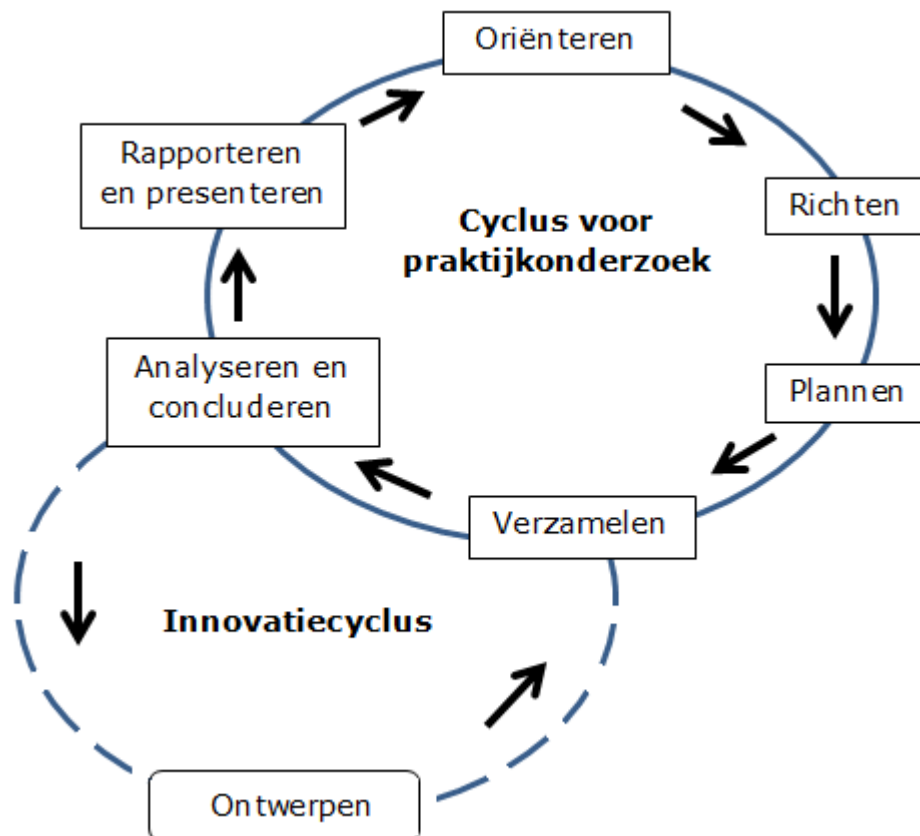 Oriënteren
Rapporteren
en presenteren
Richten
Cyclus voor
praktijkonderzoek
Analyseren en
concluderen
Plannen
Verzamelen
Innovatiecyclus
Ontwerpen